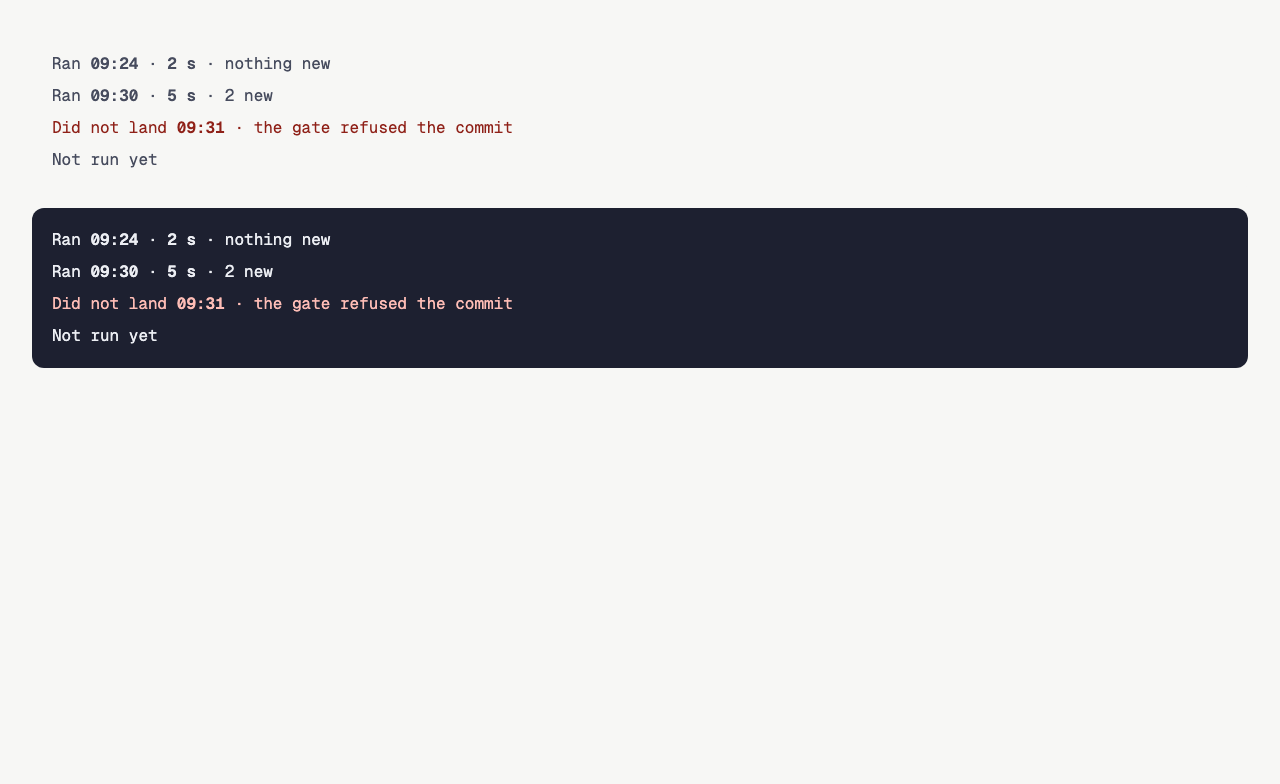 Ran 09:24 · 2 s · nothing new
Ran 09:30 · 5 s · 2 new
Did not land 09:31 · the gate refused the commit
Not run yet
Ran 09:24 · 2 s · nothing new
Ran 09:30 · 5 s · 2 new
Did not land 09:31 · the gate refused the commit
Not run yet